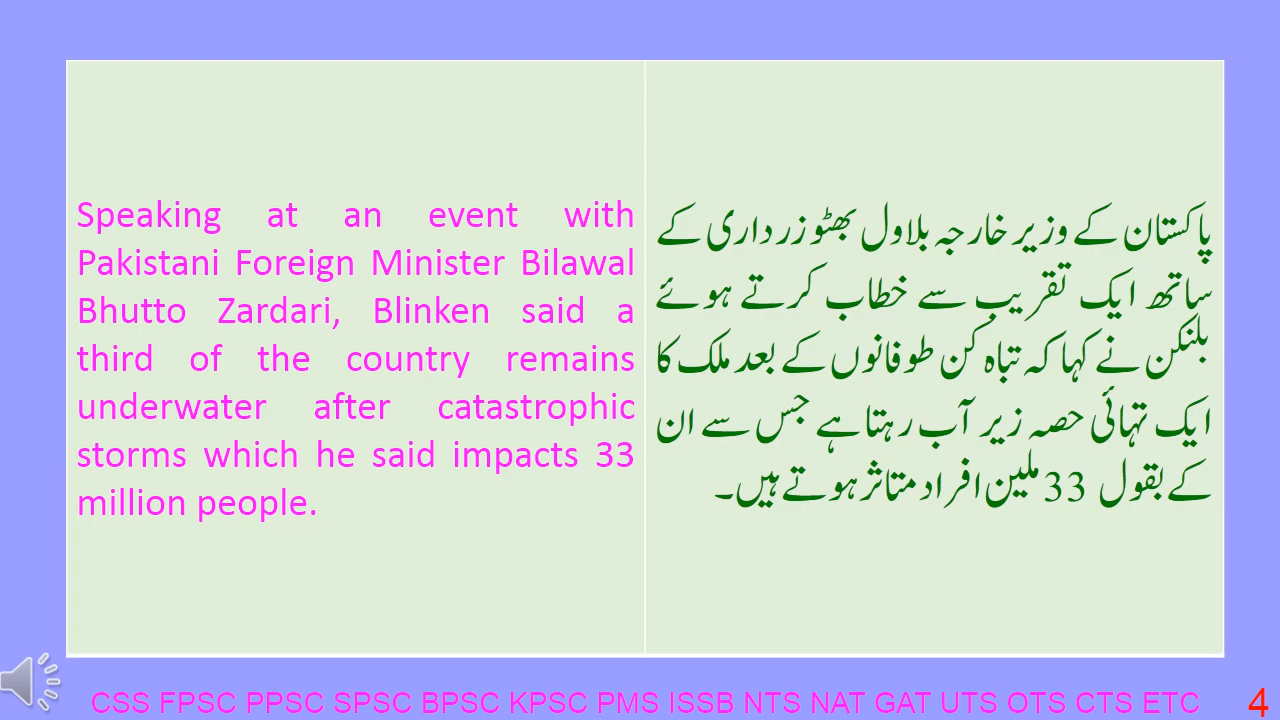 Speaking at an event with
Pakistani Foreign Minister Bilawal
Bhutto Zardari, Blinken said a
third of the country remains
underwater after catastrophic
storms which he said impacts 33
million people.
پاکستان کے وزیر خارجہ بلاول بھٹو زرداری کے
ساتھ ایک تقریب سے خطاب کرتے ہوئے
بلنکن نے کہا کہ تباہ کن طوفانوں کے بعد ملک کا
ایک تہائی حصہ زیر آب رہتا ہے جس سے ان
کے بقول 33 ملین افراد متاثر ہوتے ہیں۔
CSS FPSC PPSC SPSC BPSC KPSC PMS ISSB NTS NAT GAT UTS OTS CTS ETC
4